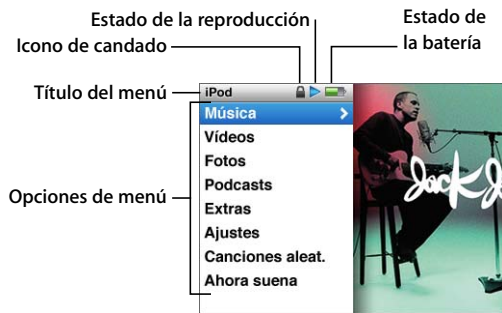 Estado de la reproducción
Estado de
la batería
Icono de candado
Título del menú
iPod
Música
Vídeos
Fotos
Podcasts
Opciones de menú
Extras
Ajustes
Canciones aleat.
Ahora suena
Jack